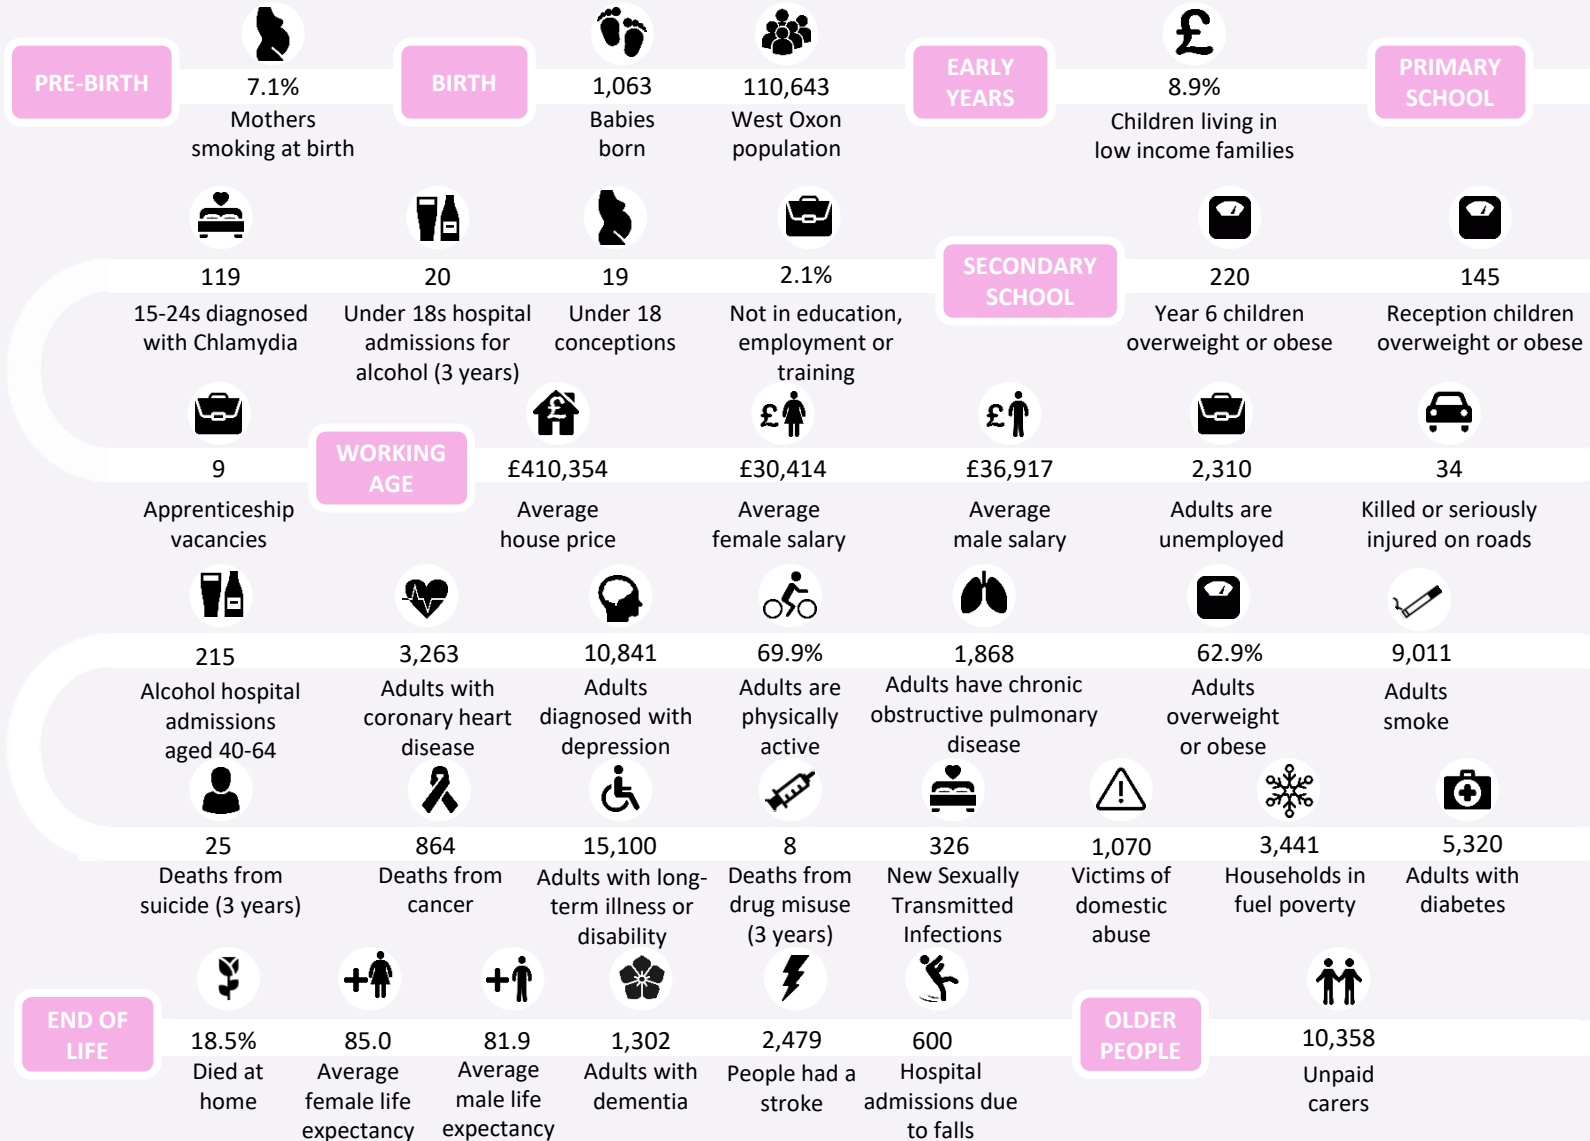 PRE-BIRTH
7.1%
Mothers
smoking at birth
BIRTH
1,063
Babies
born
110,643
West Oxon
population
EARLY
YEARS
8.9%
Children living in
low income families
PRIMARY
SCHOOL
119
15-24s diagnosed
with Chlamydia
20
Under 18s hospital
admissions for
alcohol (3 years)
19
Under 18
conceptions
2.1%
Not in education,
employment or
training
SECONDARY
SCHOOL
220
Year 6 children
overweight or obese
145
Reception children
overweight or obese
9
Apprenticeship
vacancies
WORKING
AGE
£
£410,354
Average
house price
£
£30,414
Average
female salary
£
£36,917
Average
male salary
2,310
Adults are
unemployed
34
Killed or seriously
injured on roads
215
Alcohol hospital
admissions
aged 40-64
3,263
Adults with
coronary heart
disease
10,841
Adults
diagnosed with
depression
69.9%
Adults are
physically
active
1,868
Adults have chronic
obstructive pulmonary
disease
62.9%
Adults
overweight
or obese
9,011
Adults
smoke
25
Deaths from
suicide (3 years)
864
Deaths from
cancer
15,100
Adults with long-
term illness or
disability
8
Deaths from
drug misuse
(3 years)
326
New Sexually
Transmitted
Infections
1,070
Victims of
domestic
abuse
3,441
Households in
fuel poverty
5,320
Adults with
diabetes
END OF
LIFE
18.5%
Died at
home
85.0
Average
female life
expectancy
81.9
Average
male life
expectancy
1,302
Adults with
dementia
2,479
People had a
stroke
600
Hospital
admissions due
to falls
OLDER
PEOPLE
10,358
Unpaid
carers